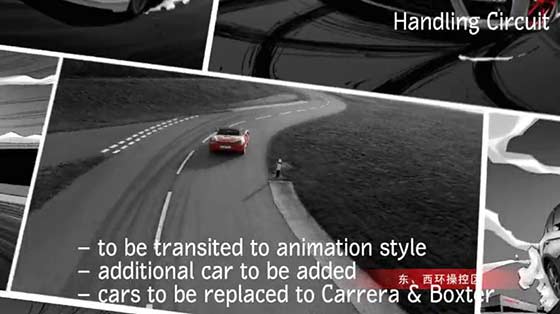 Handling Circuit
– to be transited to animation style
– additional car to be added
东、西环操控区
– cars to be replaced to Carrera & Boxter